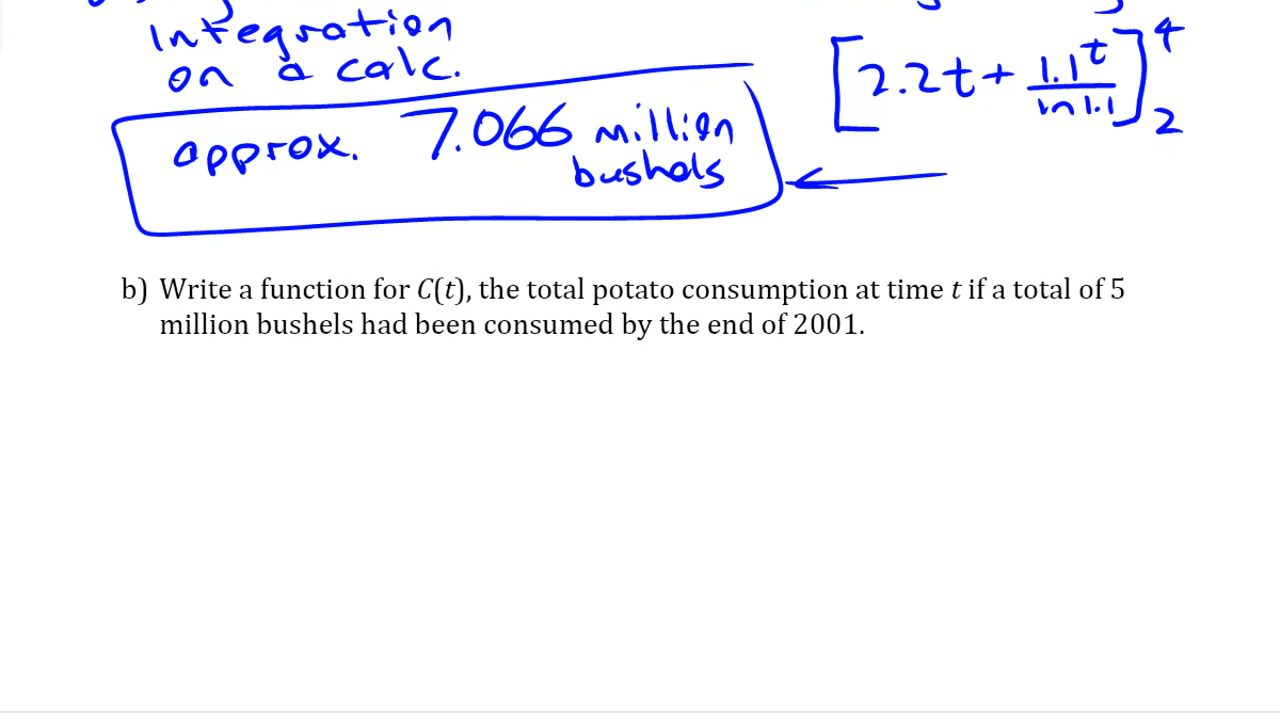 Integration
on a calc.
approx. 7.066 million
bushels
[2.2t + 1.1^t/ln 1.1]_2^4
b) Write a function for C(t), the total potato consumption at time t if a total of 5
million bushels had been consumed by the end of 2001.